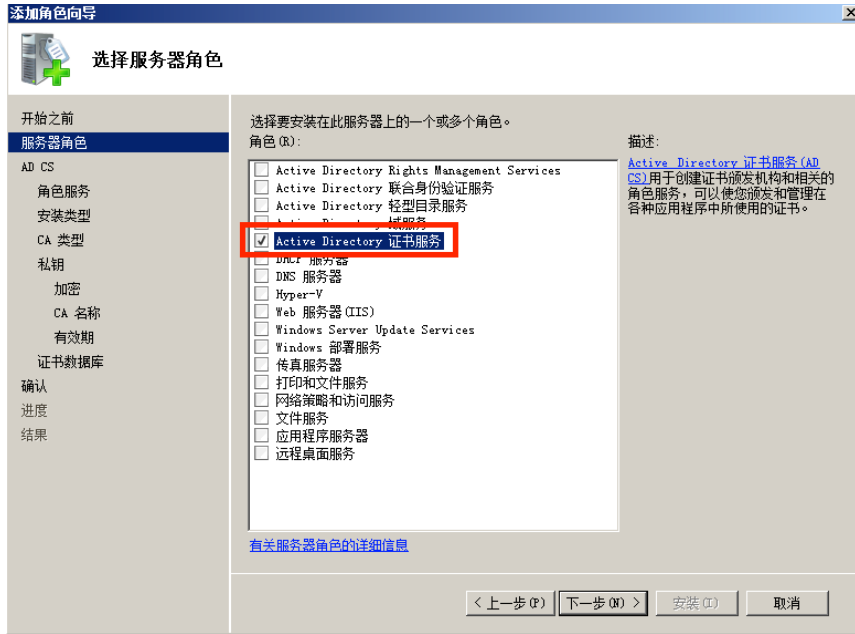 添加角色向导
选择服务器角色
开始之前
服务器角色
AD CS
角色服务
安装类型
CA 类型
私钥
加密
CA 名称
有效期
证书数据库
确认
进度
结果
选择要安装在此服务器上的一个或多个角色。
角色(R):
Active Directory Rights Management Services
Active Directory 联合身份验证服务
Active Directory 轻型目录服务
Active Directory 域服务
Active Directory 证书服务
DHCP 服务器
DNS 服务器
Hyper-V
Web 服务器(IIS)
Windows Server Update Services
Windows 部署服务
传真服务器
打印和文件服务
网络策略和访问服务
文件服务
应用程序服务器
远程桌面服务
有关服务器角色的详细信息
描述:
Active Directory 证书服务(AD
CS)用于创建证书颁发机构和相关的
角色服务，可以使您颁发和管理在
各种应用程序中所使用的证书。
< 上一步(P)
下一步(N) >
安装(I)
取消